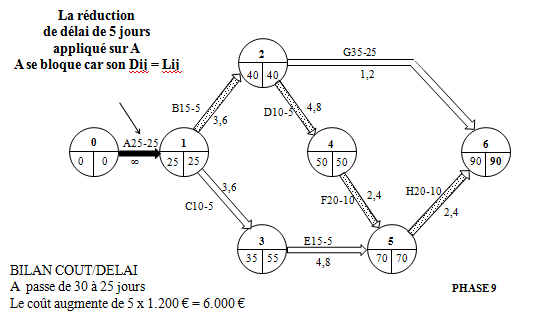 La réduction
de délai de 5 jours
appliqué sur A
A se bloque car son Dij = Lij
G35-25
1,2
2
40 40
B15-5
3,6
D10-5
4,8
0
0 0
A25-25
∞
1
25 25
4
50 50
6
90 90
3,6
C10-5
F20-10
2,4
H20-10
2,4
3
35 55
E15-5
4,8
5
70 70
BILAN COUT/DELAI
A passe de 30 à 25 jours
Le coût augmente de 5 x 1.200 € = 6.000 €
PHASE 9